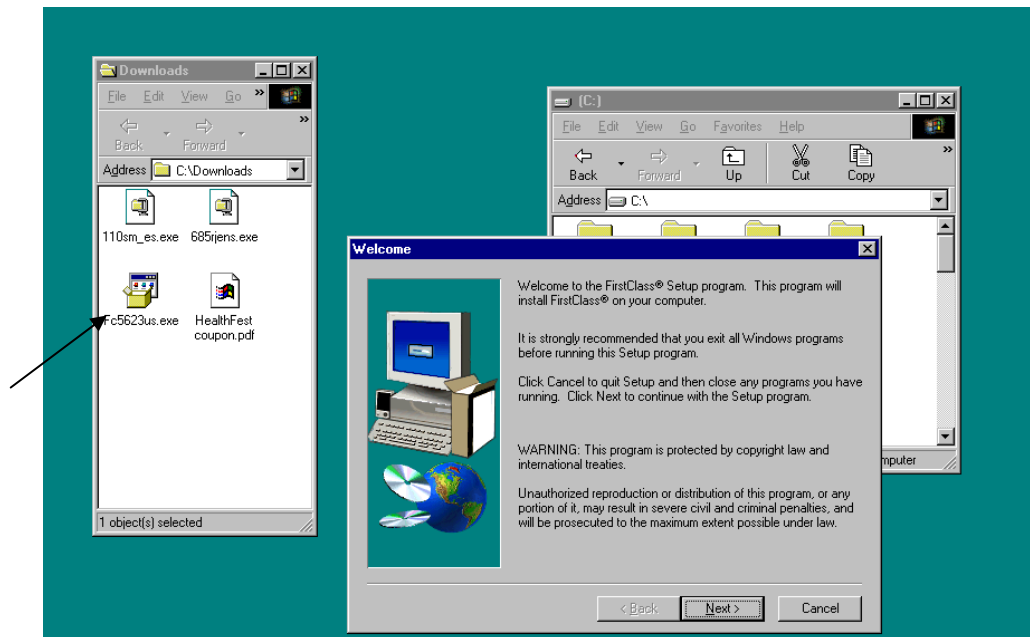 Downloads
File Edit View Go »
Back Forward »
Address C:\Downloads
110sm_es.exe 685rjens.exe
Fc5623us.exe HealthFest
coupon.pdf
1 object(s) selected
(C:)
File Edit View Go Favorites Help
Back Forward Up Cut Copy »
Address C:\
mputer
Welcome
Welcome to the FirstClass® Setup program. This program will
install FirstClass® on your computer.
It is strongly recommended that you exit all Windows programs
before running this Setup program.
Click Cancel to quit Setup and then close any programs you have
running. Click Next to continue with the Setup program.
WARNING: This program is protected by copyright law and
international treaties.
Unauthorized reproduction or distribution of this program, or any
portion of it, may result in severe civil and criminal penalties, and
will be prosecuted to the maximum extent possible under law.
< Back Next > Cancel